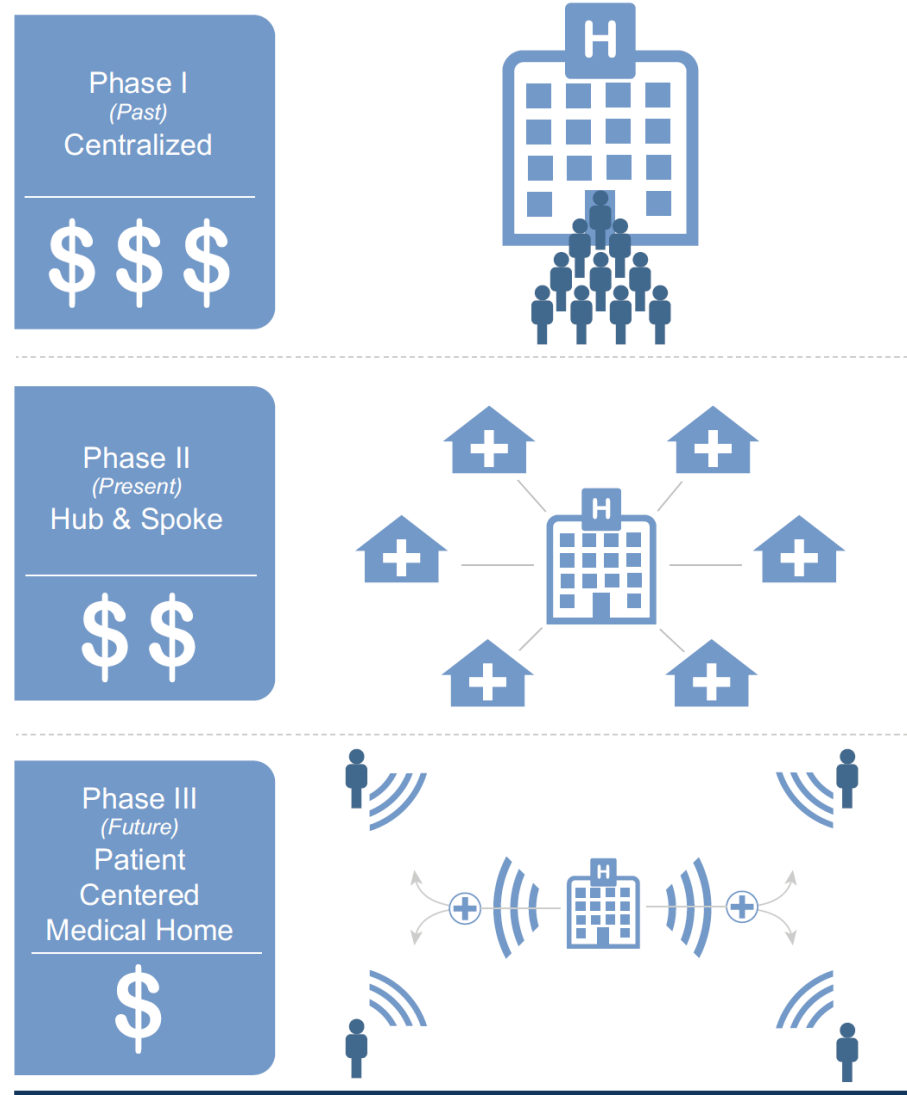 Phase I
(Past)
Centralized
$ $ $
H
Phase II
(Present)
Hub & Spoke
$ $
H
Phase III
(Future)
Patient
Centered
Medical Home
$
H